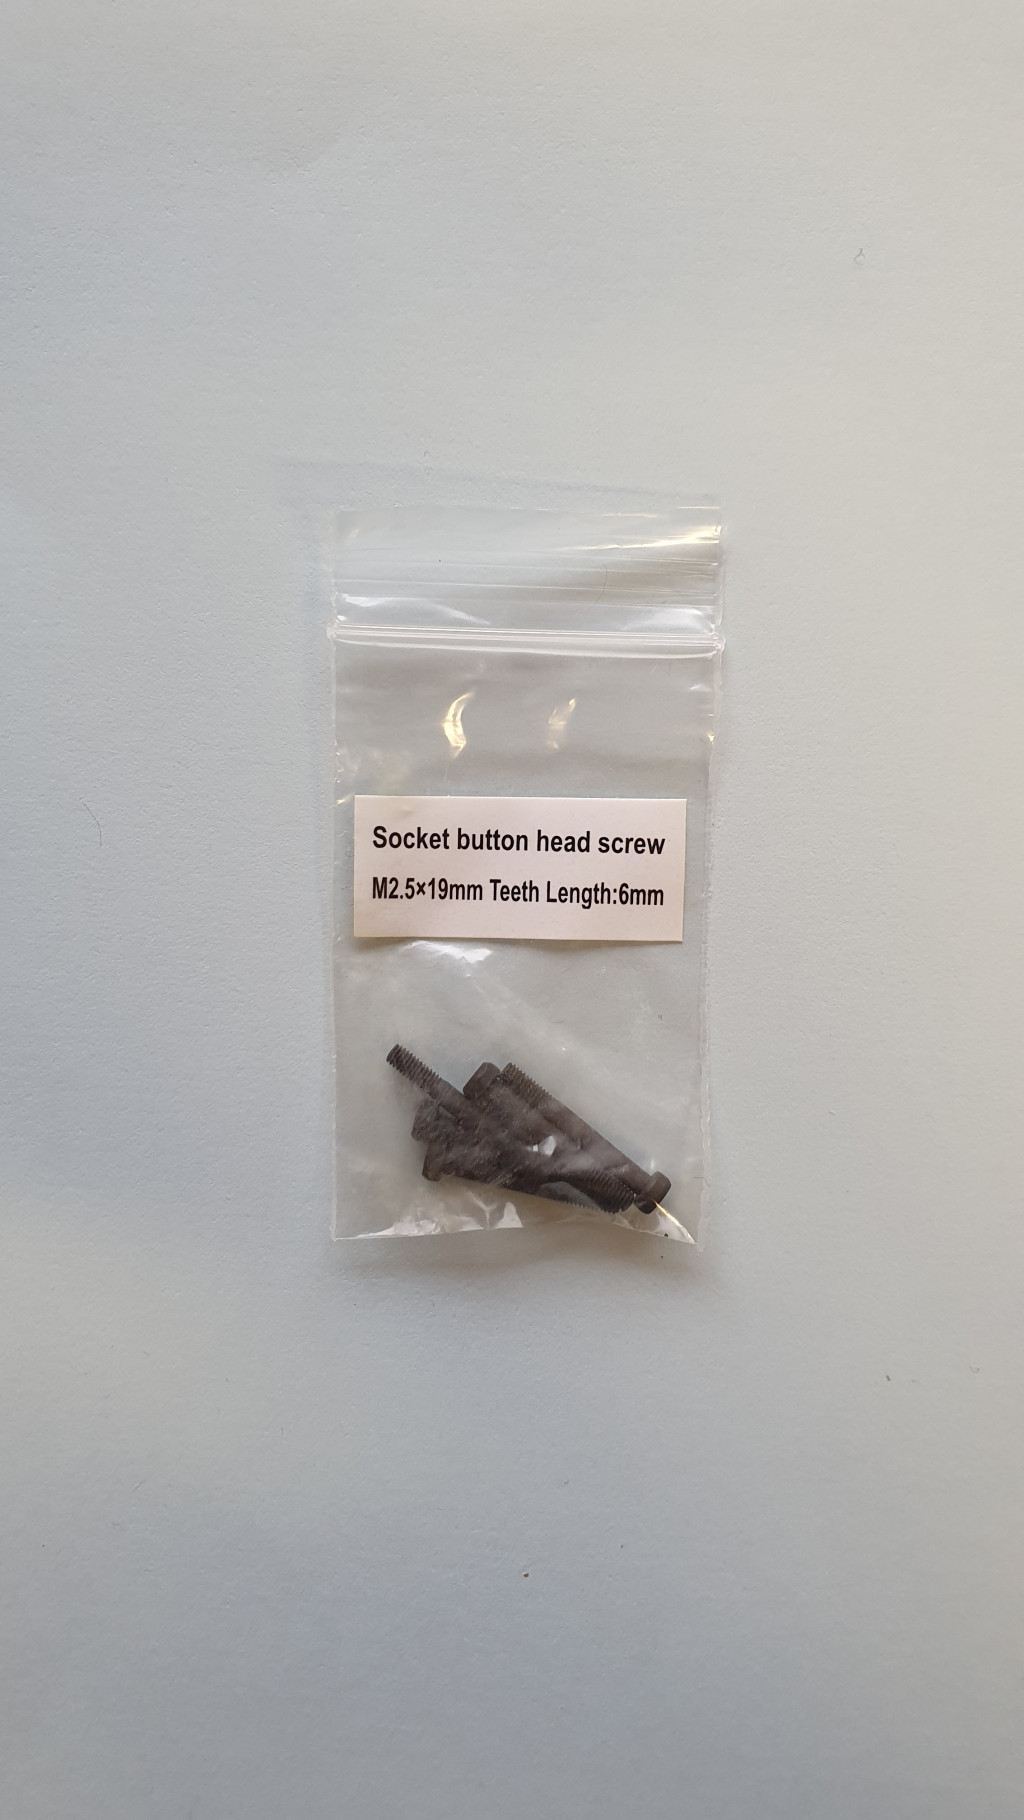 Socket button head screw
M2.5×19mm Teeth Length:6mm